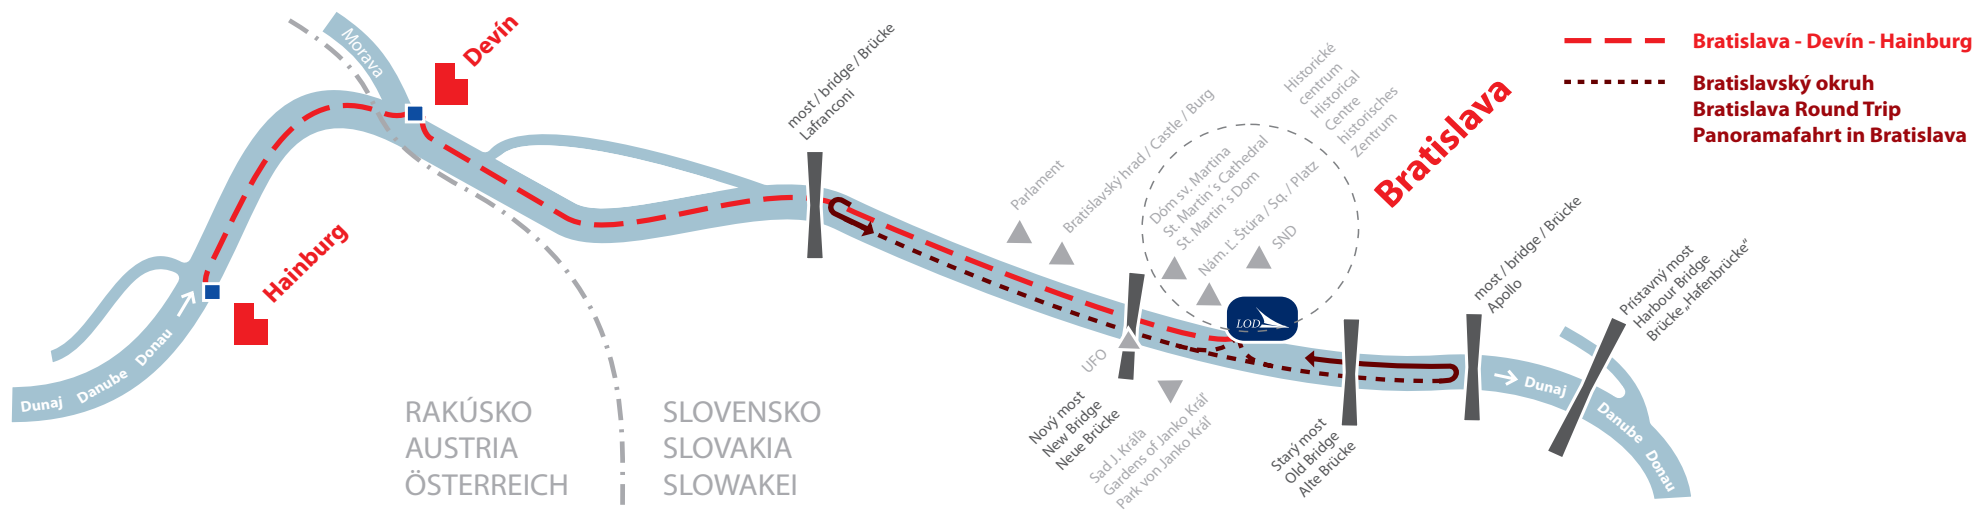 Bratislava - Devín - Hainburg
Bratislavský okruh
Bratislava Round Trip
Panoramafahrt in Bratislava
Morava
Devín
Hainburg
Dunaj Danube Donau
RAKÚSKO
AUSTRIA
ÖSTERREICH
SLOVENSKO
SLOVAKIA
SLOWAKEI
most / bridge / Brücke
Lafranconi
Parlament
Bratislavský hrad / Castle / Burg
Dóm sv. Martina
St. Martin´s Cathedral
St. Martin´s Dom
Nám. Ľ. Štúra / Sq. / Platz
SND
Historické
centrum
Historical
Centre
historisches
Zentrum
Bratislava
LOD
UFO
Nový most
New Bridge
Neue Brücke
Sad J. Kráľa
Gardens of Janko Kráľ
Park von Janko Kráľ
Starý most
Old Bridge
Alte Brücke
most / bridge / Brücke
Apollo
Prístavný most
Harbour Bridge
Brücke „Hafenbrücke“
Dunaj Danube Donau